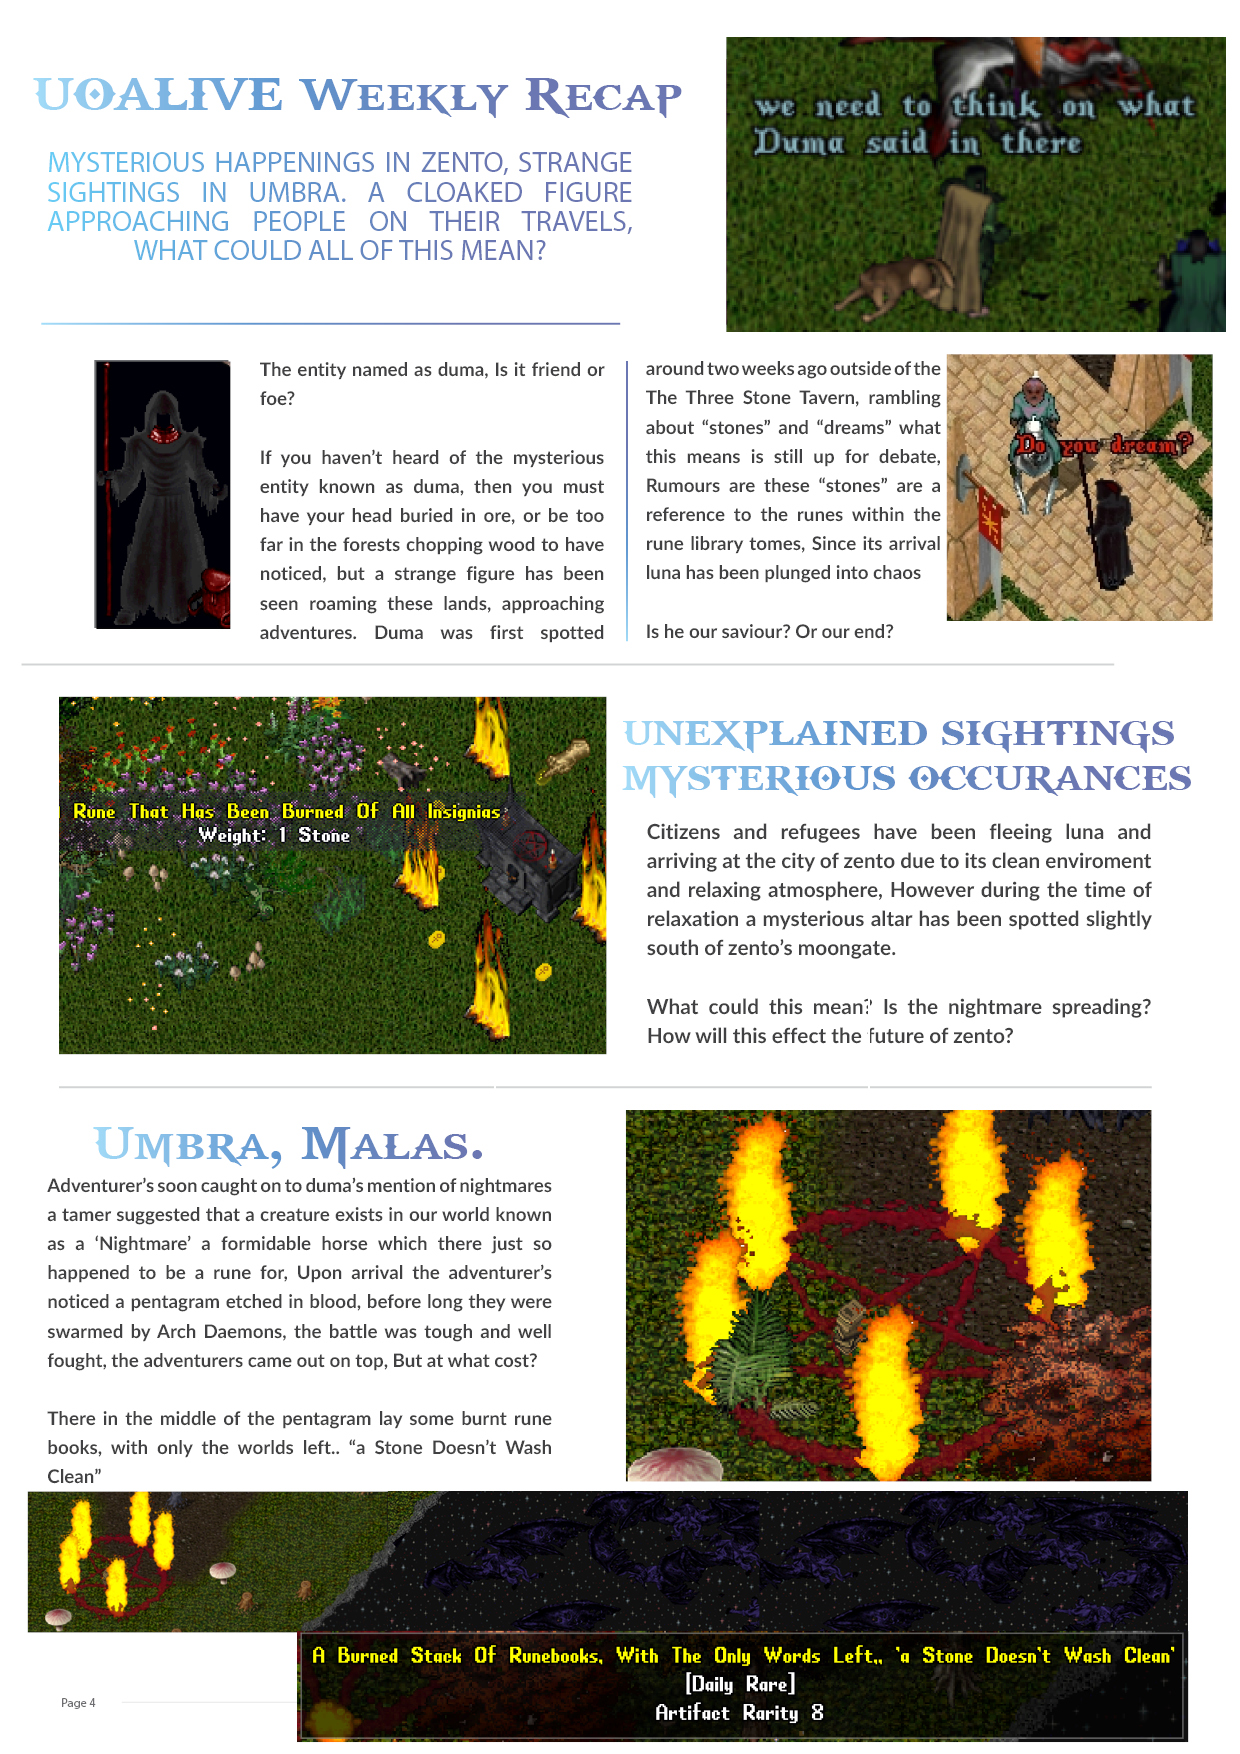 UOALIVE Weekly Recap
MYSTERIOUS HAPPENINGS IN ZENTO, STRANGE
SIGHTINGS IN UMBRA. A CLOAKED FIGURE
APPROACHING PEOPLE ON THEIR TRAVELS,
WHAT COULD ALL OF THIS MEAN?
we need to think on what
Duma said in there
The entity named as duma, Is it friend or
foe?
If you haven't heard of the mysterious
entity known as duma, then you must
have your head buried in ore, or be too
far in the forests chopping wood to have
noticed, but a strange figure has been
seen roaming these lands, approaching
adventures. Duma was first spotted
around two weeks ago outside of the
The Three Stone Tavern, rambling
about “stones” and “dreams” what
this means is still up for debate,
Rumours are these “stones” are a
reference to the runes within the
rune library tomes, Since its arrival
luna has been plunged into chaos
Is he our saviour? Or our end?
Do you dream?
Rune That Has Been Burned Of All Insignias
Weight: 1 Stone
UNEXPLAINED SIGHTINGS
MYSTERIOUS OCCURANCES
Citizens and refugees have been fleeing luna and
arriving at the city of zento due to its clean enviroment
and relaxing atmosphere, However during the time of
relaxation a mysterious altar has been spotted slightly
south of zento's moongate.
What could this mean? Is the nightmare spreading?
How will this effect the future of zento?
Umbra, Malas.
Adventurer's soon caught on to duma's mention of nightmares
a tamer suggested that a creature exists in our world known
as a ‘Nightmare’ a formidable horse which there just so
happened to be a rune for, Upon arrival the adventurer's
noticed a pentagram etched in blood, before long they were
swarmed by Arch Daemons, the battle was tough and well
fought, the adventurers came out on top, But at what cost?
There in the middle of the pentagram lay some burnt rune
books, with only the worlds left.. “a Stone Doesn't Wash
Clean”
A Burned Stack Of Runebooks, With The Only Words Left,, 'a Stone Doesn't Wash Clean'
[Daily Rare]
Artifact Rarity 8
Page 4